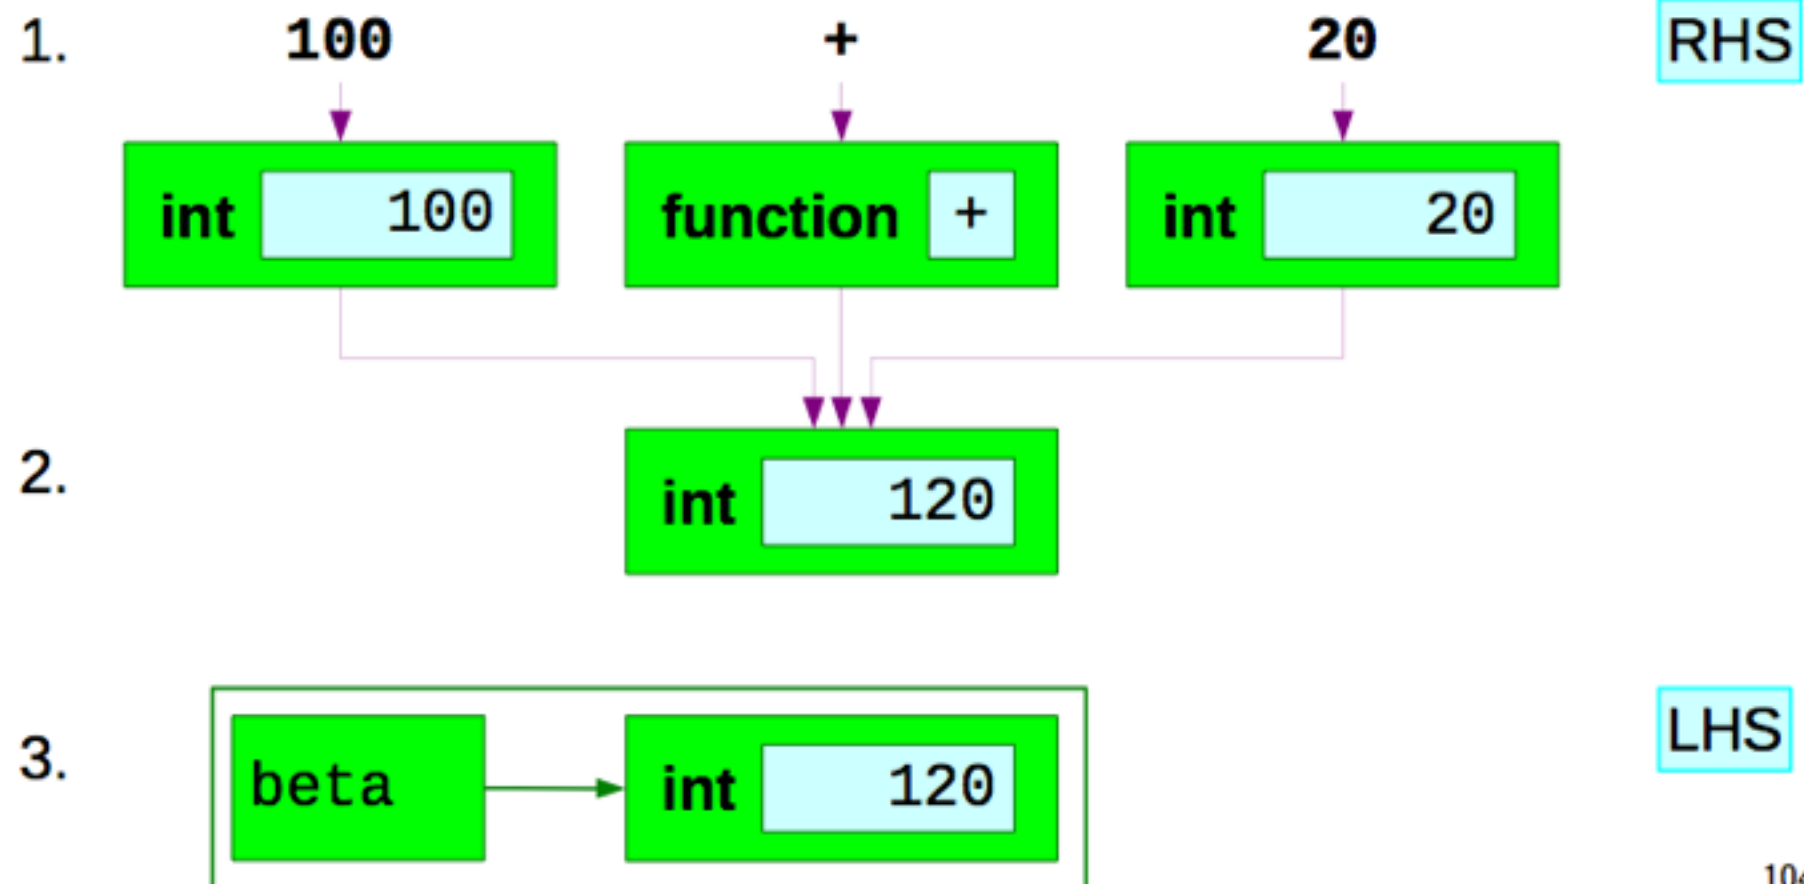 1. 100 + 20 RHS
int 100 function + int 20
2. int 120
3. beta int 120 LHS